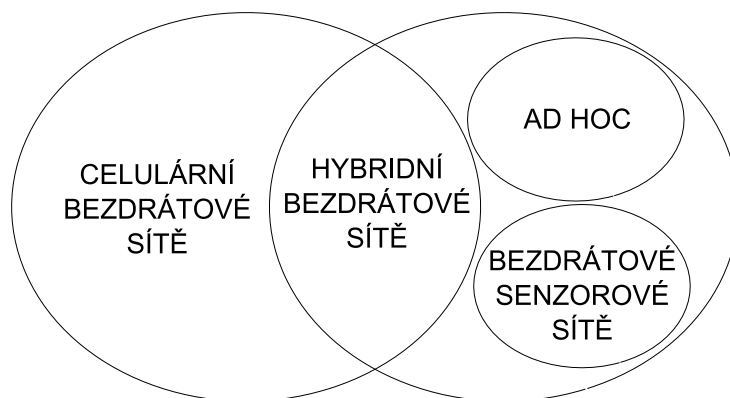 CELULÁRNÍ
BEZDRÁTOVÉ
SÍTĚ
HYBRIDNÍ
BEZDRÁTOVÉ
SÍTĚ
AD HOC
BEZDRÁTOVÉ
SENZOROVÉ
SÍTĚ